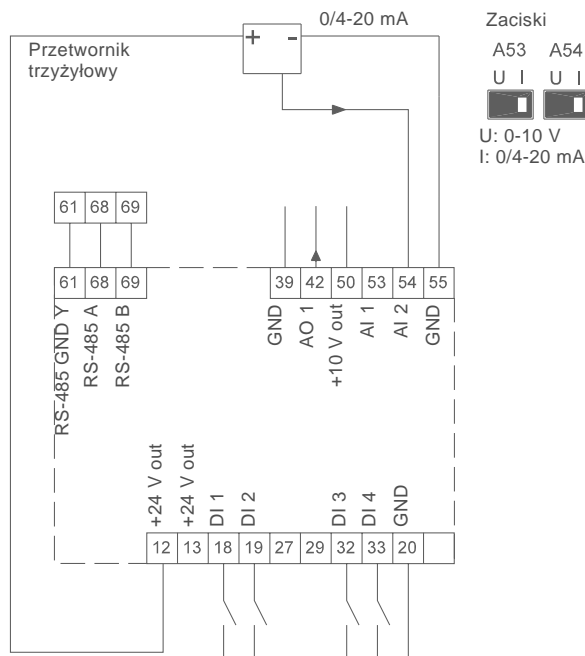 0/4-20 mA
Przetwornik
trzyżyłowy
+ -
Zaciski
A53 A54
U I U I
U: 0-10 V
I: 0/4-20 mA
61 68 69
61 68 69
39 42 50 53 54 55
RS-485 GND Y
RS-485 A
RS-485 B
GND
AO 1
+10 V out
AI 1
AI 2
GND
+24 V out
+24 V out
DI 1
DI 2
DI 3
DI 4
GND
12 13 18 19 27 29 32 33 20